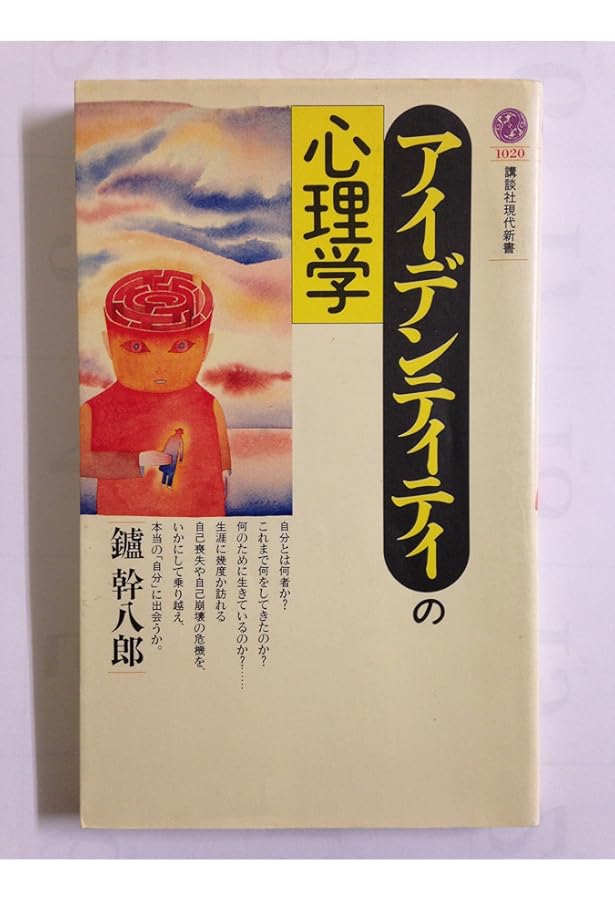 1020
講談社現代新書
アイデンティティの
心理学
自分とは何者か?
これまで何をしてきたのか?
何のために生きているのか?……
生涯に幾度か訪れる
自己喪失や自己崩壊の危機を、
いかにして乗り越え、
本当の「自分」に出会うか。
鑪 幹八郎